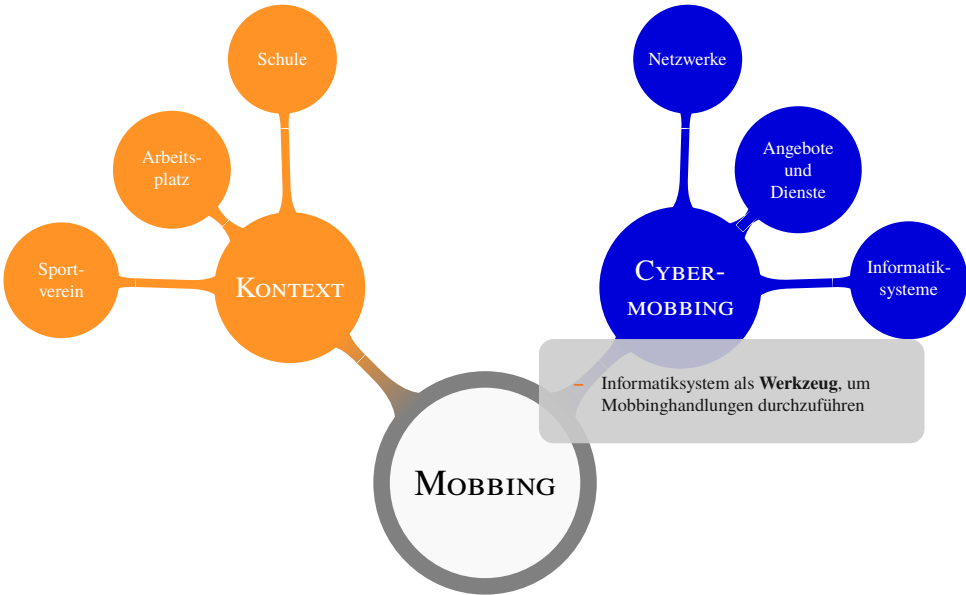 Schule
Arbeits-
platz
Sport-
verein
KONTEXT
Netzwerke
Angebote
und
Dienste
Informatik-
systeme
CYBER-
MOBBING
– Informatiksystem als Werkzeug, um
Mobbinghandlungen durchzuführen
MOBBING